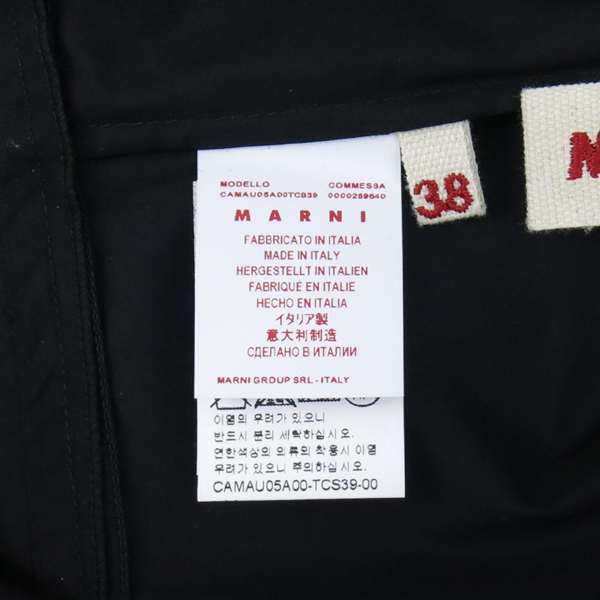 MODELLO COMMESSA
CAMAU05A00TCS39 0000259640
MARNI
FABBRICATO IN ITALIA
MADE IN ITALY
HERGESTELLT IN ITALIEN
FABRIQUÉ EN ITALIE
HECHO EN ITALIA
イタリア製
意大利制造
СДЕЛАНО В ИТАЛИИ
MARNI GROUP SRL - ITALY
이염의 우려가 있으니
반드시 분리 세탁하십시오.
연한색상의 의류의 착용시 이염
우려가 있으니 주의하십시오.
CAMAU05A00-TCS39-00
38
M